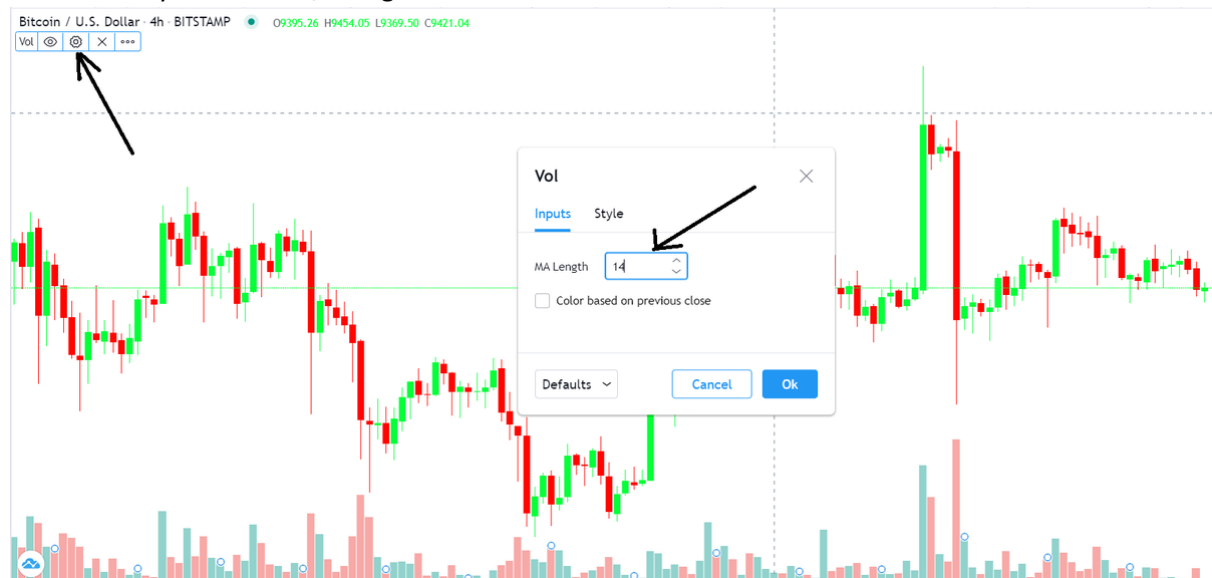 Bitcoin / U.S. Dollar · 4h · BITSTAMP O9395.26 H9454.05 L9369.50 C9421.04
Vol
Vol
Inputs Style
MA Length 14
Color based on previous close
Defaults Cancel Ok